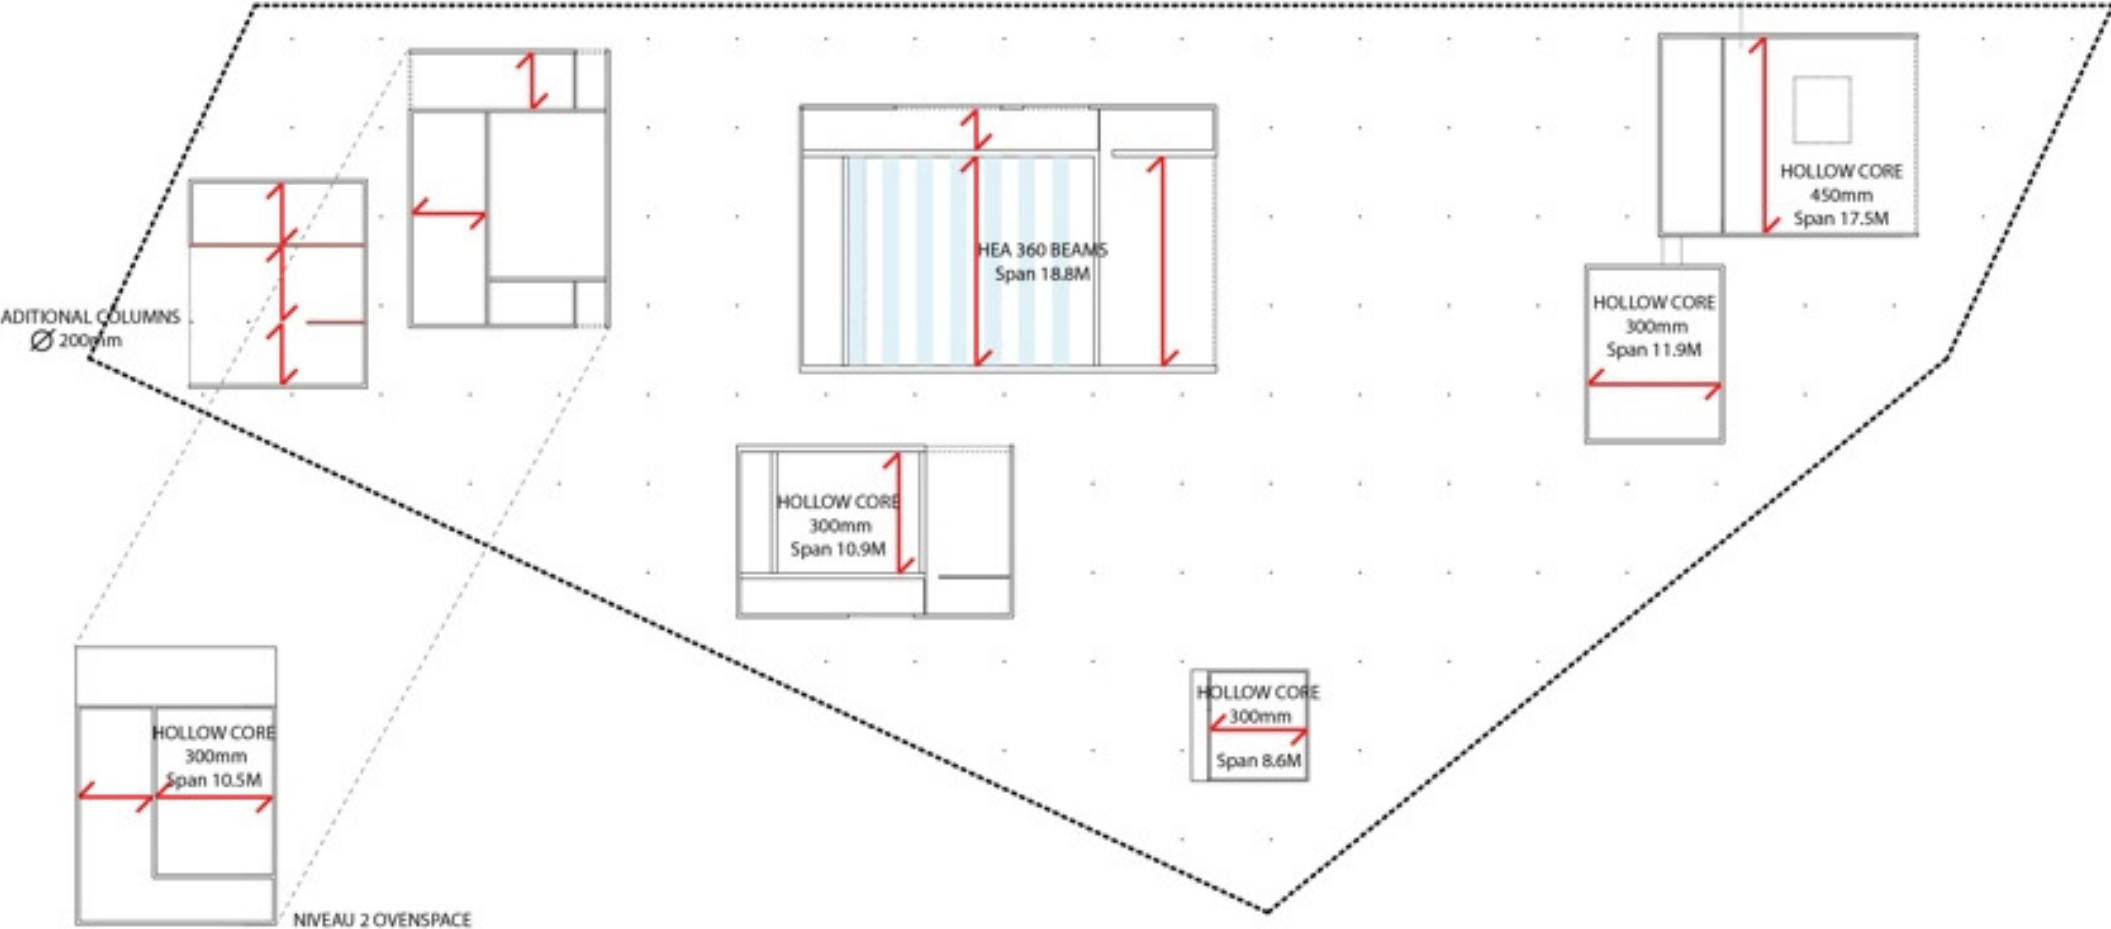 HOLLOW CORE
450mm
Span 17.5M
HEA 360 BEAMS
Span 18.8M
HOLLOW CORE
300mm
Span 11.9M
ADITIONAL COLUMNS
Ø 200mm
HOLLOW CORE
300mm
Span 10.9M
HOLLOW CORE
300mm
Span 8.6M
HOLLOW CORE
300mm
Span 10.5M
NIVEAU 2 OVENSPACE